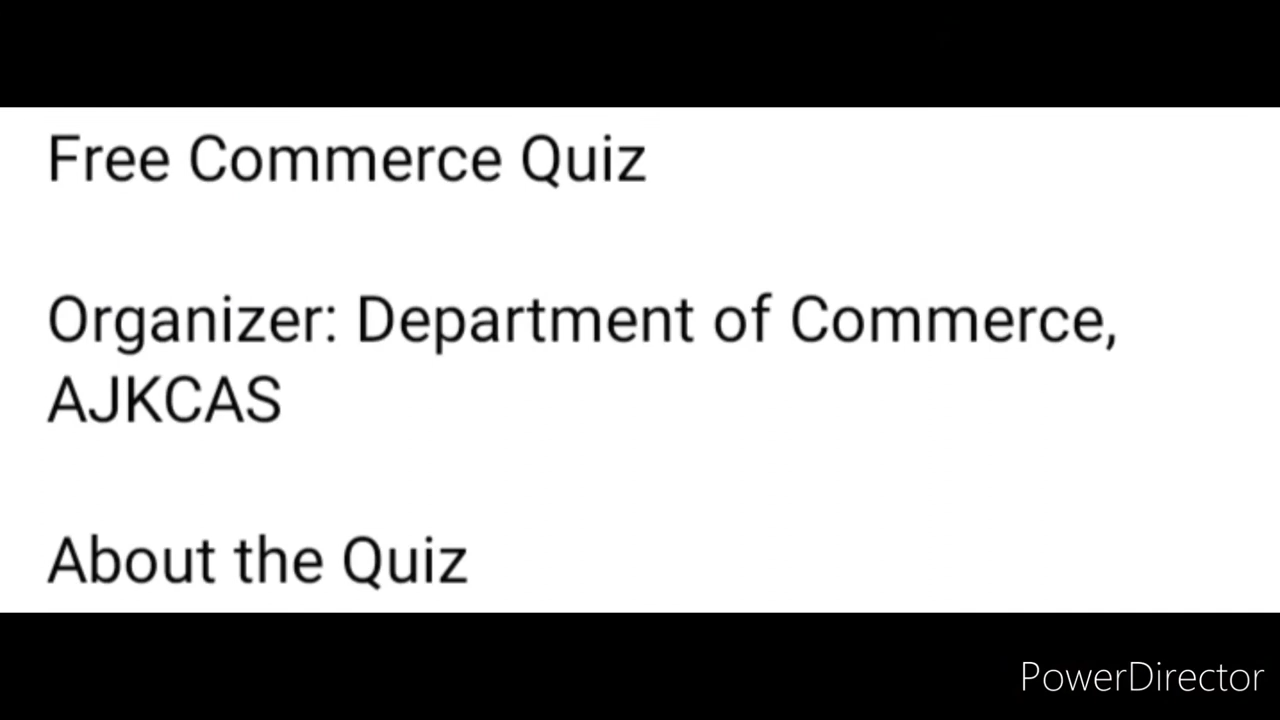 Free Commerce Quiz
Organizer: Department of Commerce,
AJKCAS
About the Quiz
PowerDirector